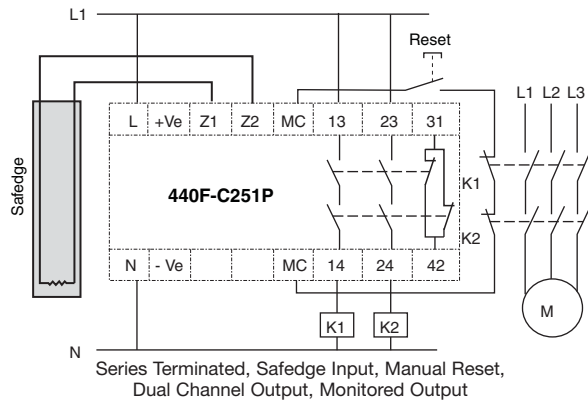 L1
Reset
L1 L2 L3
L +Ve Z1 Z2 MC 13 23 31
Safedge
440F-C251P
K1
K2
N - Ve MC 14 24 42
K1 K2
M
N
Series Terminated, Safedge Input, Manual Reset,
Dual Channel Output, Monitored Output